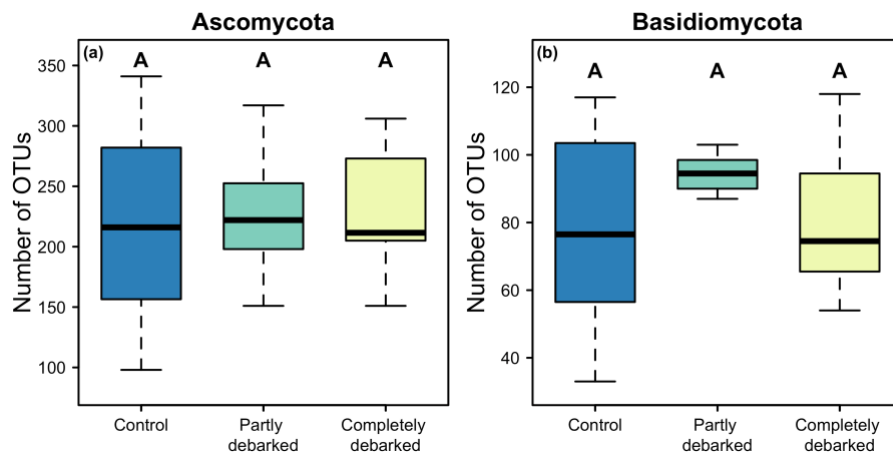 Ascomycota
(a)
A
A
A
Number of OTUs
350
300
250
200
150
100
Control
Partly
debarked
Completely
debarked
Basidiomycota
(b)
A
A
A
Number of OTUs
120
100
80
60
40
Control
Partly
debarked
Completely
debarked